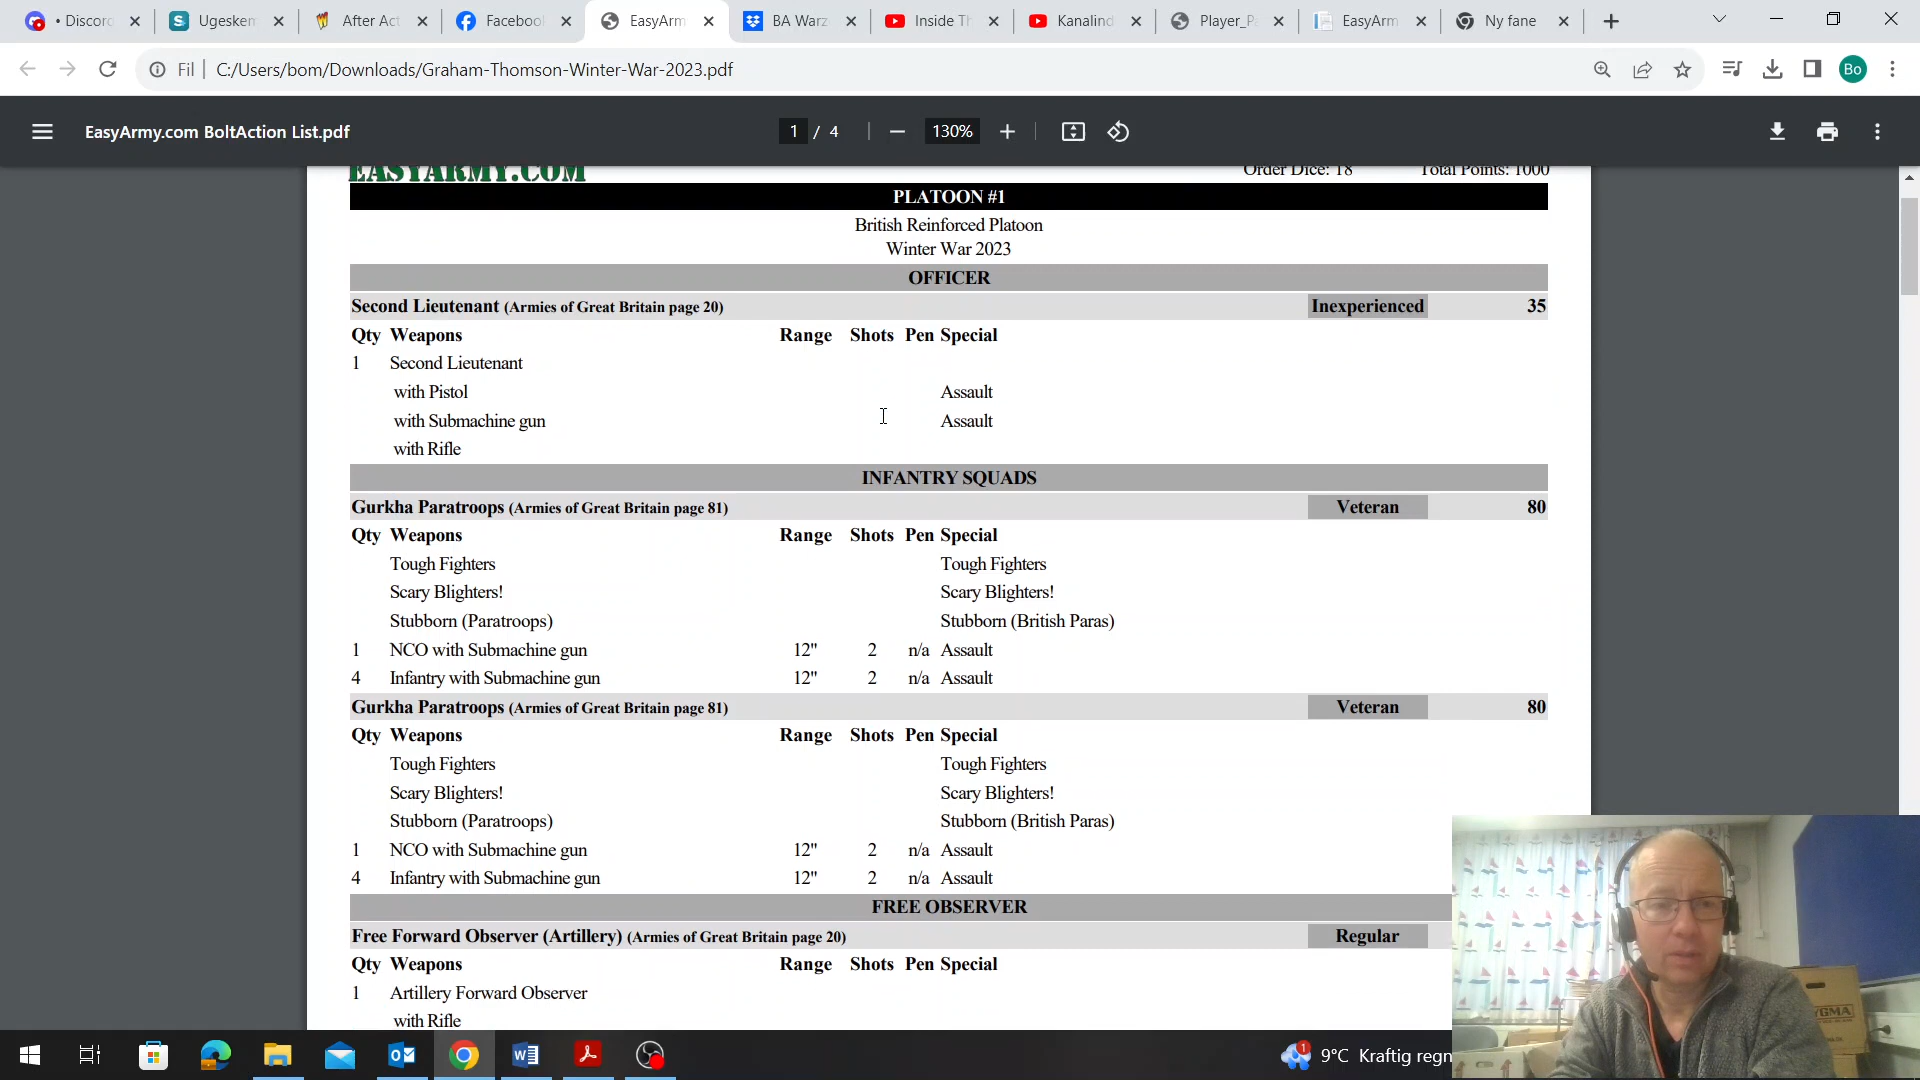 Discord
Ugesken
After Act
Facebook
EasyArm
BA Warz
Inside Th
Kanalind
Player_Pa
EasyArm
Ny fane
Fil
C:/Users/bom/Downloads/Graham-Thomson-Winter-War-2023.pdf
Bo
EasyArmy.com BoltAction List.pdf
1 / 4
130%
EASYARMY.COM
Order Dice: 18 Total Points: 1000
PLATOON #1
British Reinforced Platoon
Winter War 2023
OFFICER
Second Lieutenant (Armies of Great Britain page 20) Inexperienced 35
Qty Weapons Range Shots Pen Special
1 Second Lieutenant
with Pistol Assault
with Submachine gun Assault
with Rifle
INFANTRY SQUADS
Gurkha Paratroops (Armies of Great Britain page 81) Veteran 80
Qty Weapons Range Shots Pen Special
Tough Fighters Tough Fighters
Scary Blighters! Scary Blighters!
Stubborn (Paratroops) Stubborn (British Paras)
1 NCO with Submachine gun 12" 2 n/a Assault
4 Infantry with Submachine gun 12" 2 n/a Assault
Gurkha Paratroops (Armies of Great Britain page 81) Veteran 80
Qty Weapons Range Shots Pen Special
Tough Fighters Tough Fighters
Scary Blighters! Scary Blighters!
Stubborn (Paratroops) Stubborn (British Paras)
1 NCO with Submachine gun 12" 2 n/a Assault
4 Infantry with Submachine gun 12" 2 n/a Assault
FREE OBSERVER
Free Forward Observer (Artillery) (Armies of Great Britain page 20) Regular
Qty Weapons Range Shots Pen Special
1 Artillery Forward Observer
with Rifle
1
9°C Kraftig regn